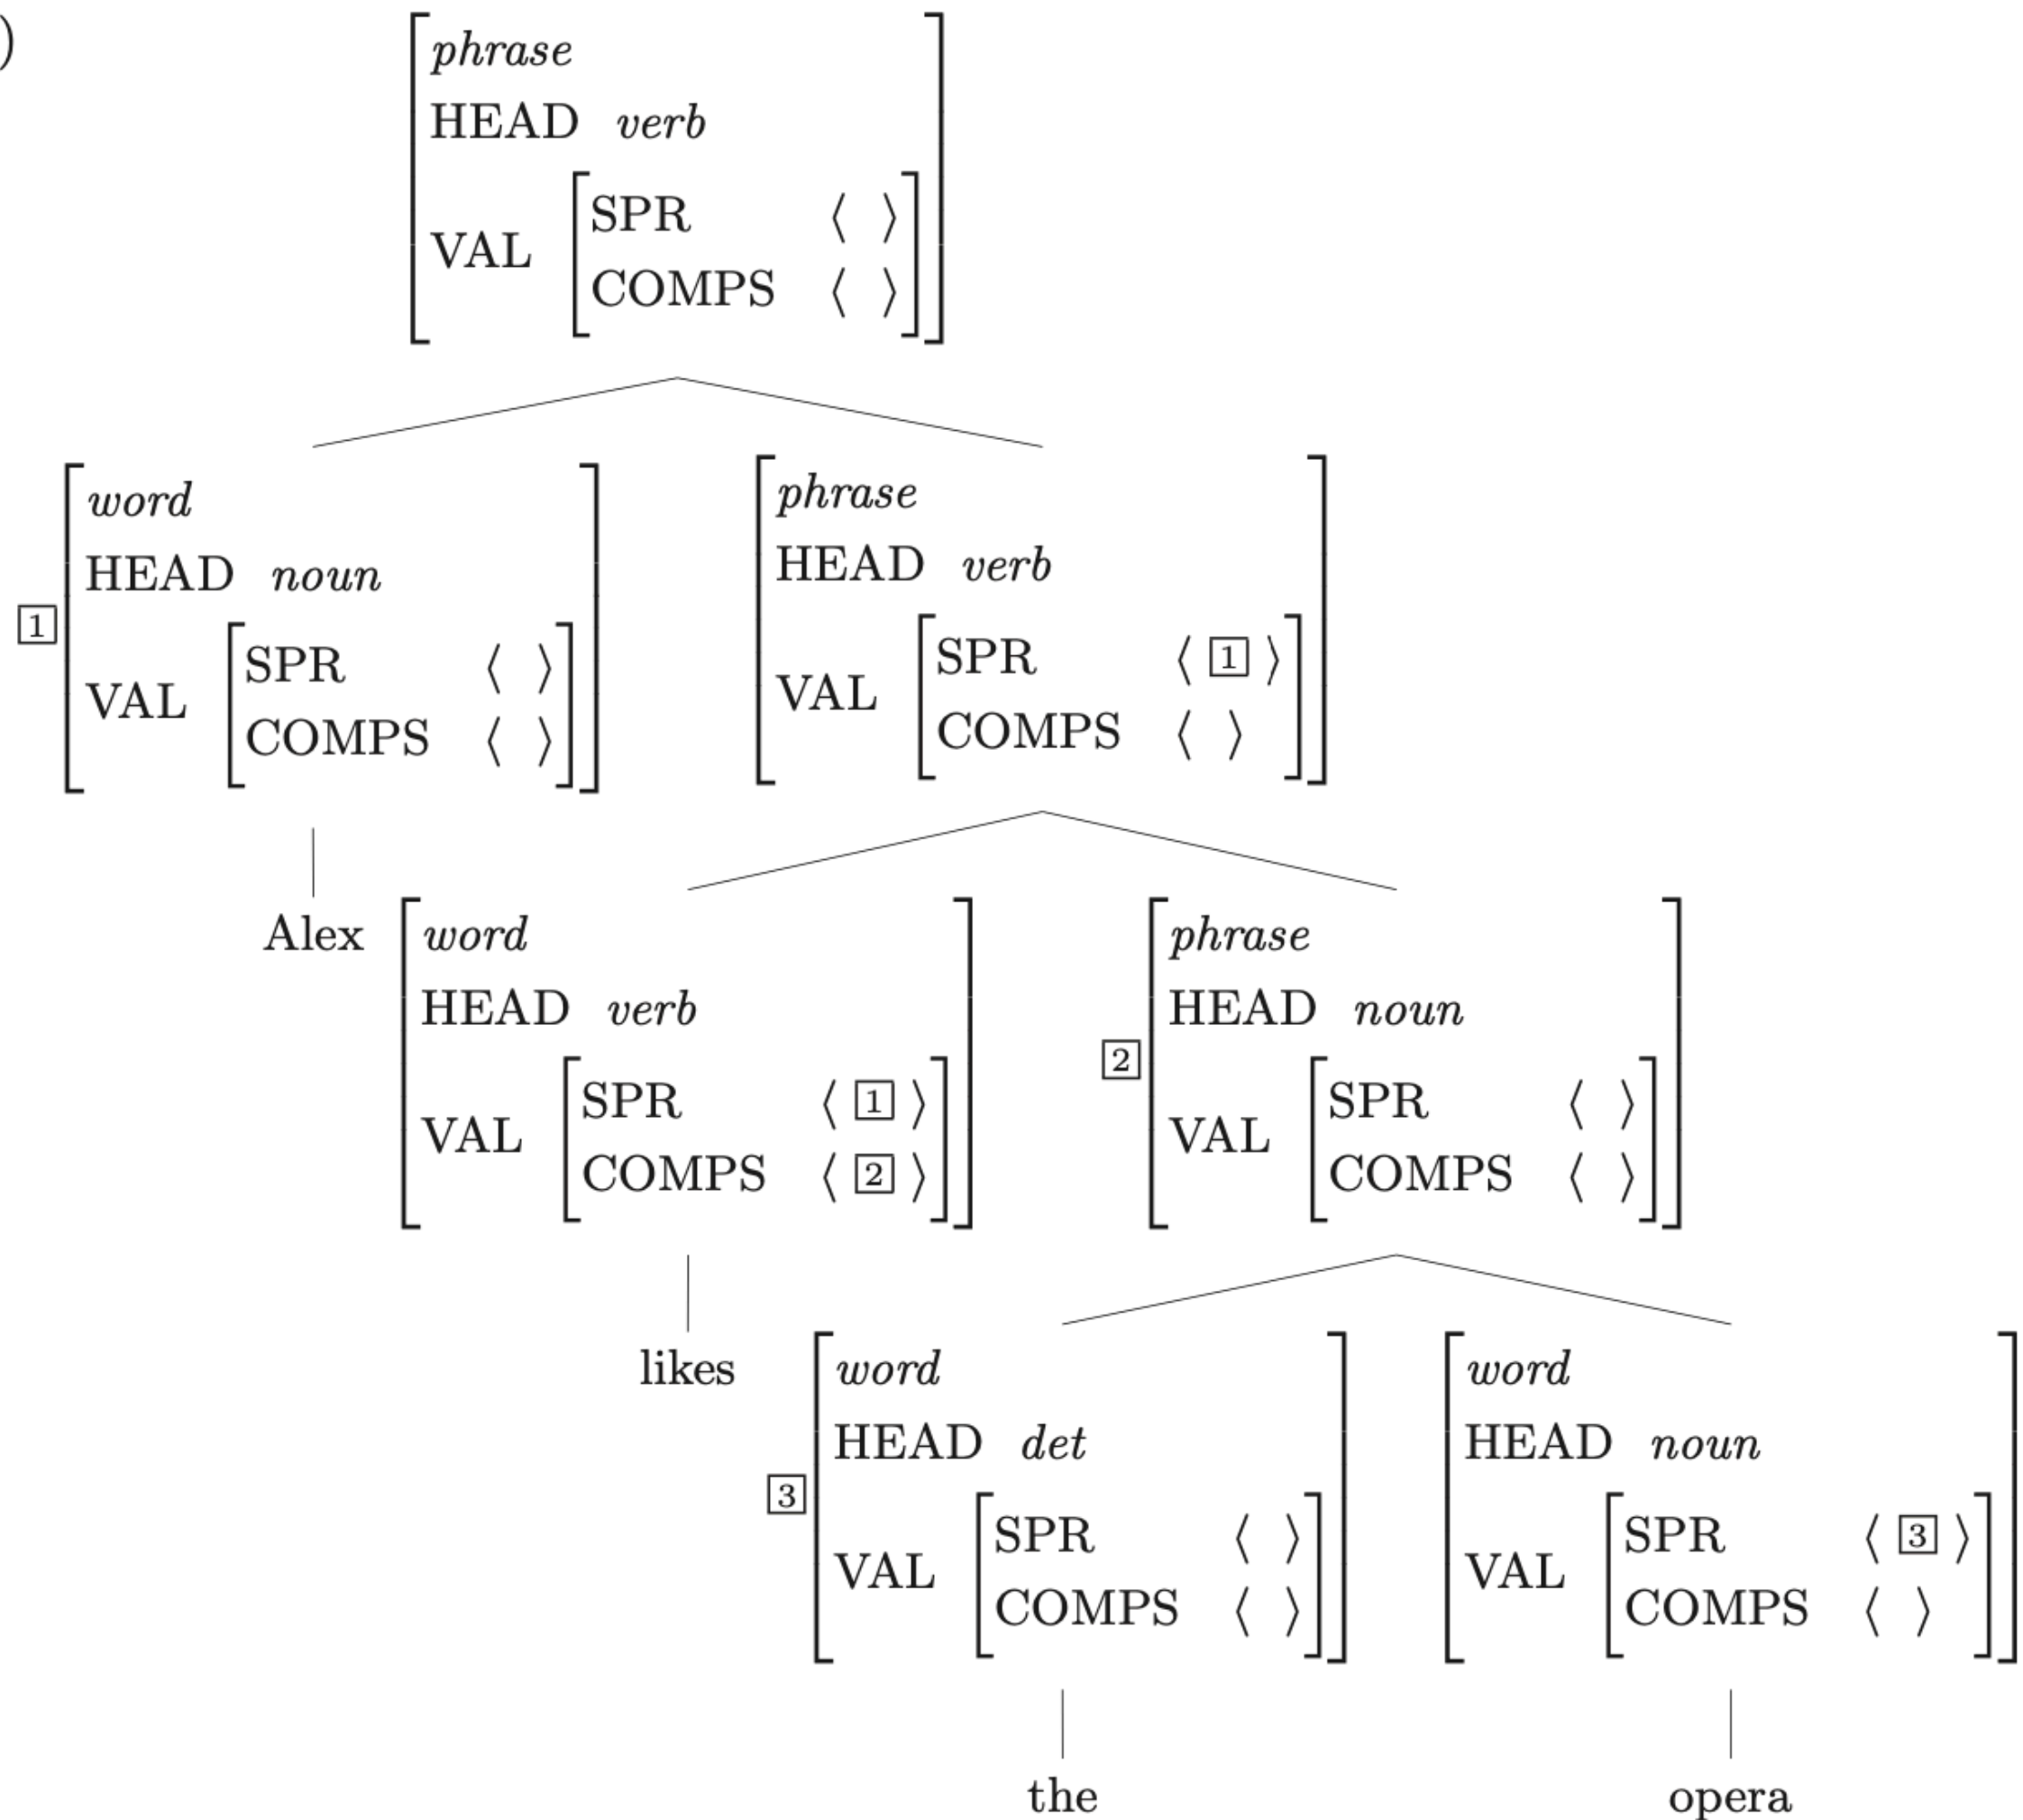 )
phrase
HEAD verb
VAL
SPR ⟨ ⟩
COMPS ⟨ ⟩
1
word
HEAD noun
VAL
SPR ⟨ ⟩
COMPS ⟨ ⟩
phrase
HEAD verb
VAL
SPR ⟨ 1 ⟩
COMPS ⟨ ⟩
Alex
word
HEAD verb
VAL
SPR ⟨ 1 ⟩
COMPS ⟨ 2 ⟩
2
phrase
HEAD noun
VAL
SPR ⟨ ⟩
COMPS ⟨ ⟩
likes
3
word
HEAD det
VAL
SPR ⟨ ⟩
COMPS ⟨ ⟩
word
HEAD noun
VAL
SPR ⟨ 3 ⟩
COMPS ⟨ ⟩
the
opera